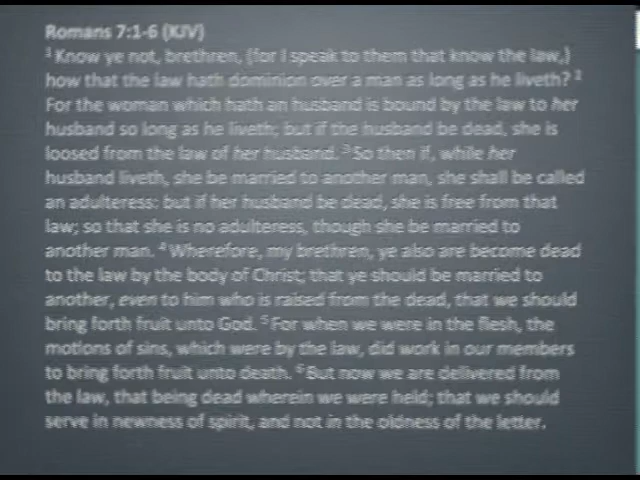 Romans 7:1-6 (KJV)
1 Know ye not, brethren, (for I speak to them that know the law,)
how that the law hath dominion over a man as long as he liveth? 2
For the woman which hath an husband is bound by the law to her
husband so long as he liveth; but if the husband be dead, she is
loosed from the law of her husband. 3 So then if, while her
husband liveth, she be married to another man, she shall be called
an adulteress: but if her husband be dead, she is free from that
law; so that she is no adulteress, though she be married to
another man. 4 Wherefore, my brethren, ye also are become dead
to the law by the body of Christ; that ye should be married to
another, even to him who is raised from the dead, that we should
bring forth fruit unto God. 5 For when we were in the flesh, the
motions of sins, which were by the law, did work in our members
to bring forth fruit unto death. 6 But now we are delivered from
the law, that being dead wherein we were held; that we should
serve in newness of spirit, and not in the oldness of the letter.